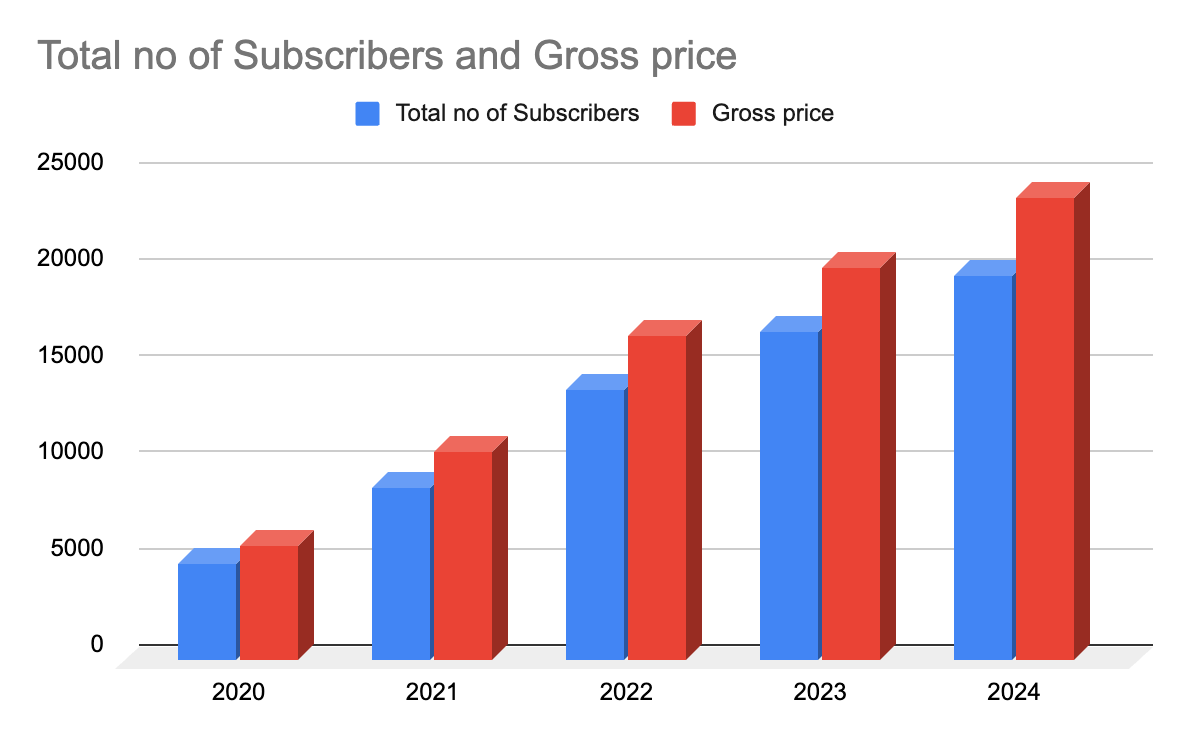 Total no of Subscribers and Gross price
Total no of Subscribers Gross price
25000
20000
15000
10000
5000
0
2020 2021 2022 2023 2024